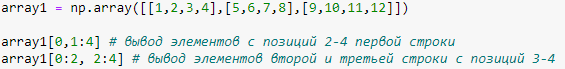 array1 = np.array([[1,2,3,4],[5,6,7,8],[9,10,11,12]])
array1[0,1:4] # вывод элементов с позиций 2-4 первой строки
array1[0:2, 2:4] # вывод элементов второй и третьей строки с позиций 3-4